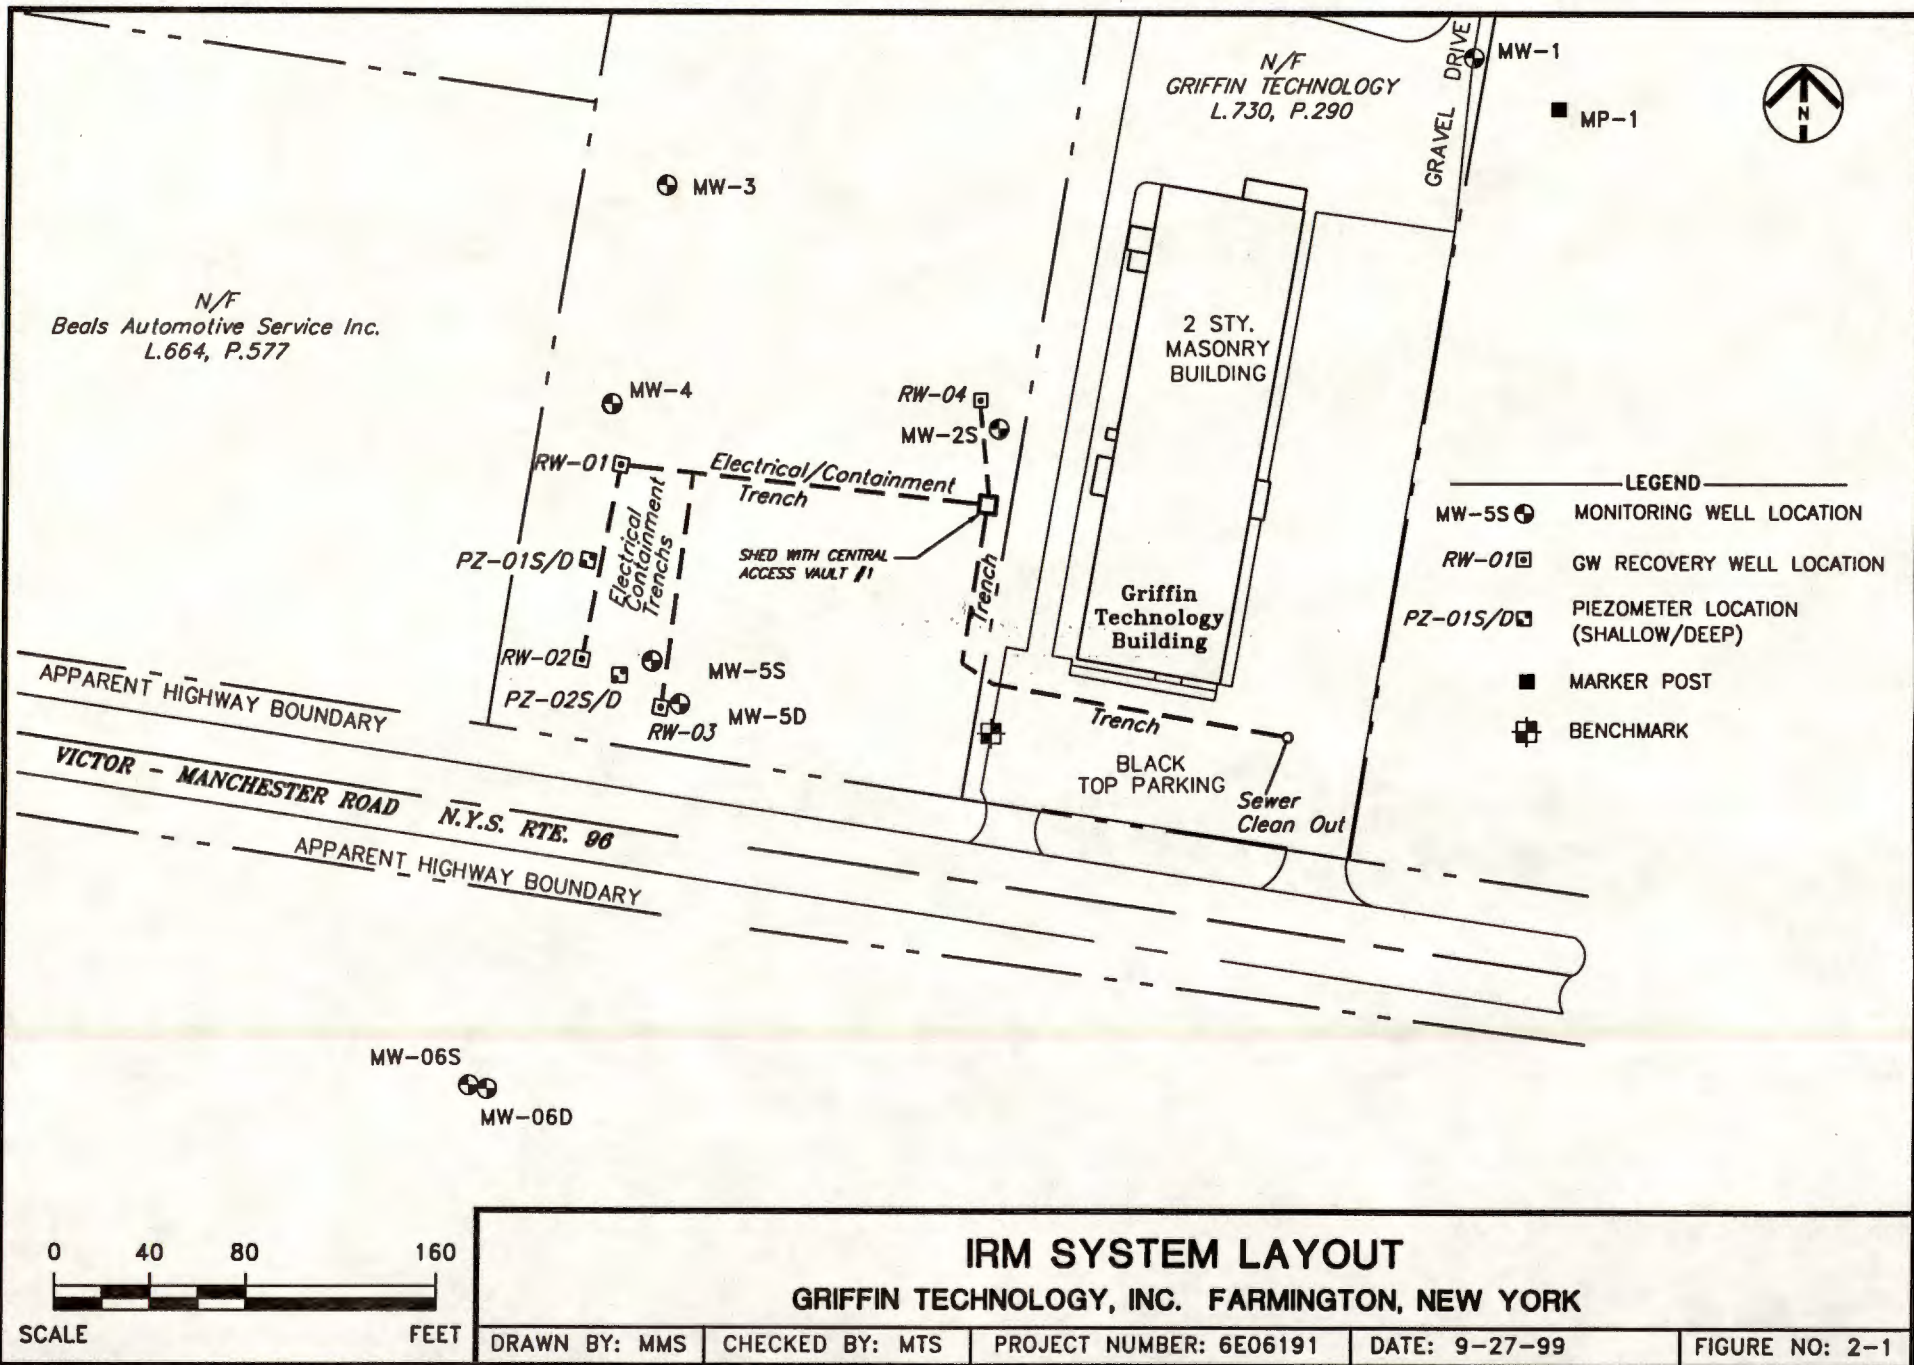 N/F
GRIFFIN TECHNOLOGY
L.730, P.290
GRAVEL DRIVE
MW-1
MP-1
N
MW-3
N/F
Beals Automotive Service Inc.
L.664, P.577
2 STY.
MASONRY
BUILDING
MW-4
RW-04
MW-2S
RW-01
Electrical/Containment
Trench
Electrical
Containment
Trenchs
PZ-01S/D
SHED WITH CENTRAL
ACCESS VAULT #1
Trench
Griffin
Technology
Building
LEGEND
MW-5S MONITORING WELL LOCATION
RW-01 GW RECOVERY WELL LOCATION
PZ-01S/D PIEZOMETER LOCATION
(SHALLOW/DEEP)
MARKER POST
BENCHMARK
RW-02
MW-5S
PZ-02S/D
MW-5D
RW-03
Trench
BLACK
TOP PARKING
Sewer
Clean Out
APPARENT HIGHWAY BOUNDARY
VICTOR - MANCHESTER ROAD N.Y.S. RTE. 96
APPARENT HIGHWAY BOUNDARY
MW-06S
MW-06D
0 40 80 160
SCALE FEET
IRM SYSTEM LAYOUT
GRIFFIN TECHNOLOGY, INC. FARMINGTON, NEW YORK
DRAWN BY: MMS CHECKED BY: MTS PROJECT NUMBER: 6E06191 DATE: 9-27-99 FIGURE NO: 2-1